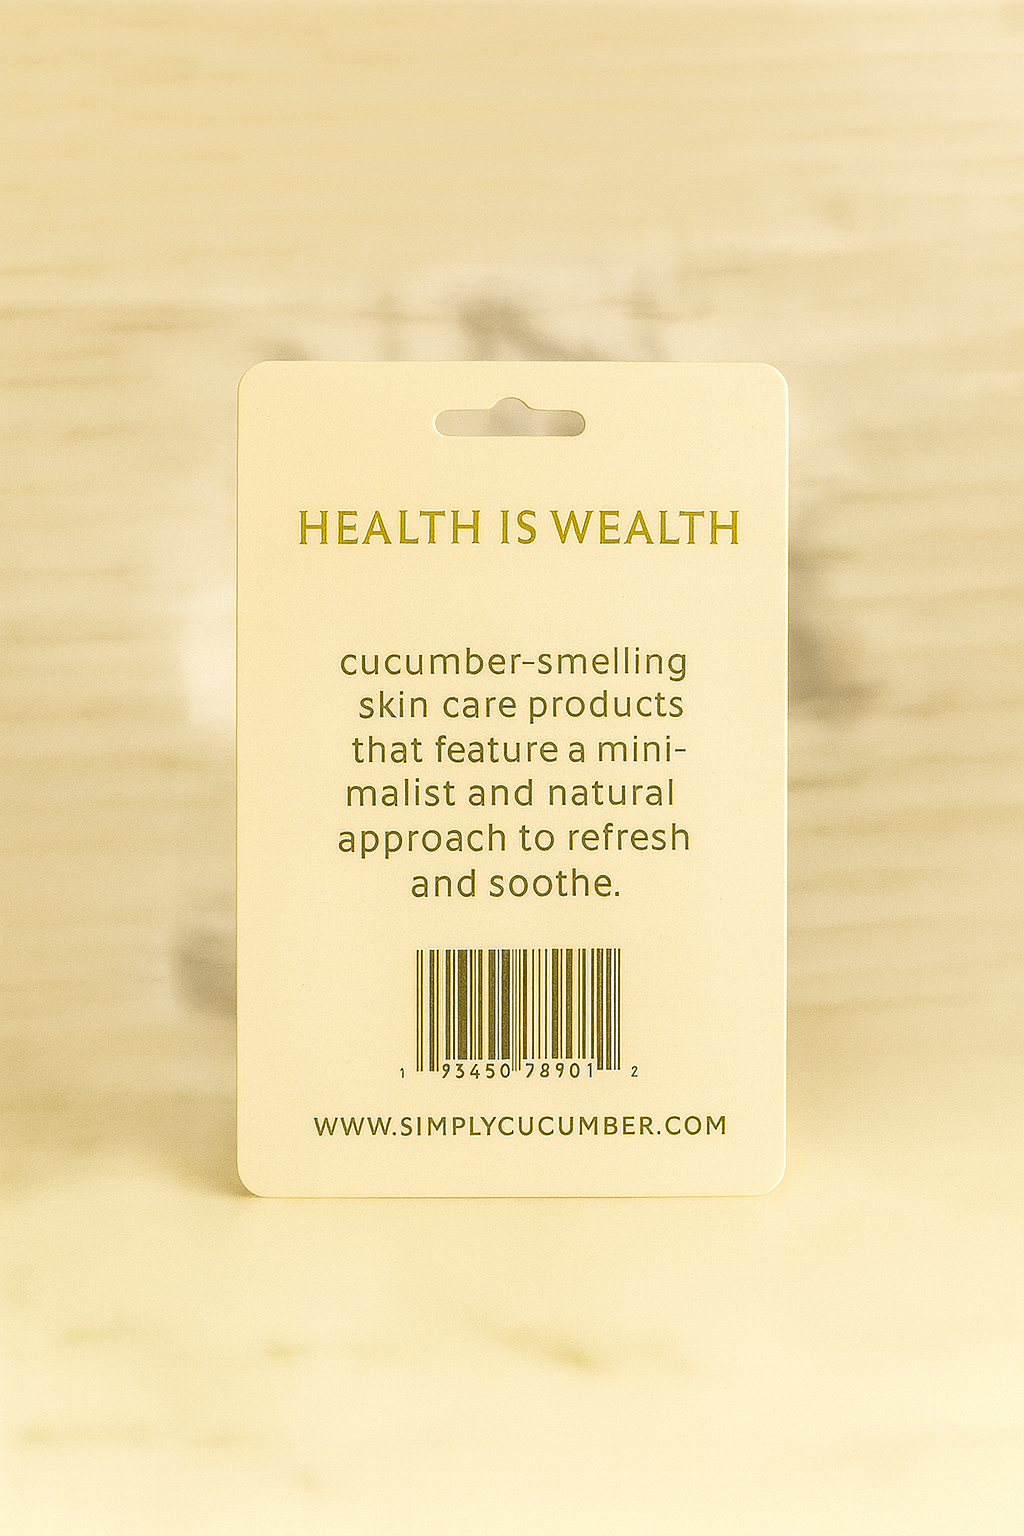 HEALTH IS WEALTH
cucumber-smelling
skin care products
that feature a mini-
malist and natural
approach to refresh
and soothe.
1 93450 78901 2
WWW.SIMPLYCUCUMBER.COM